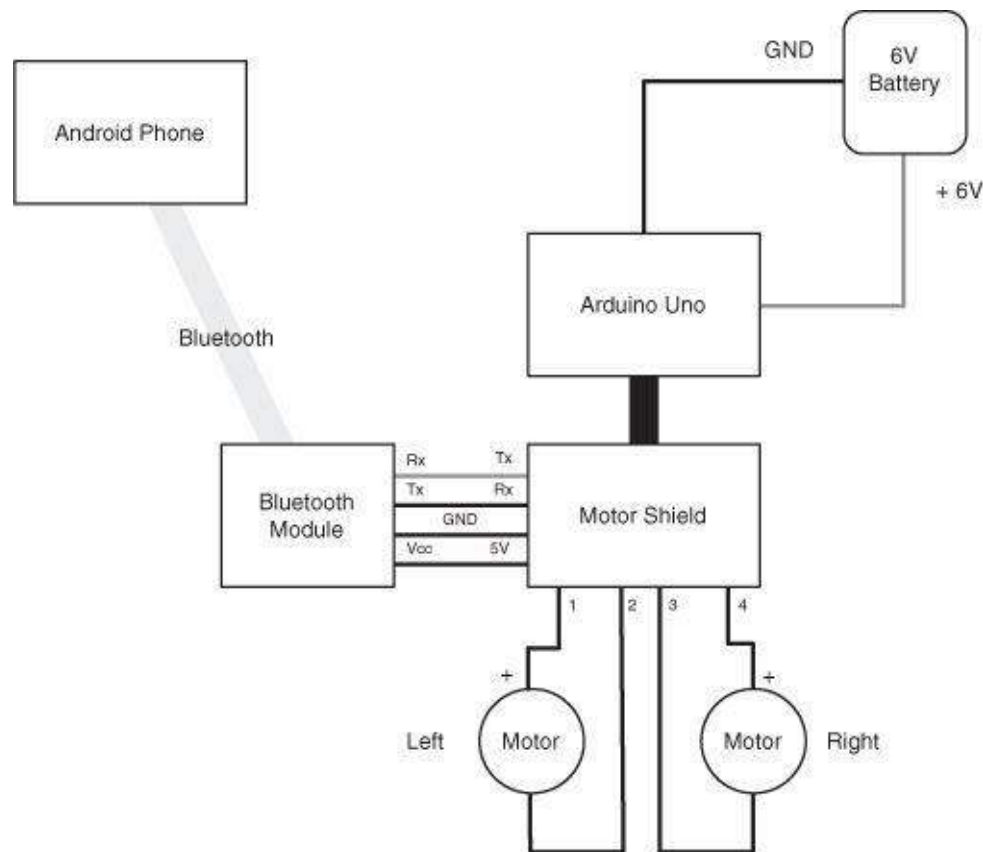 GND
6V
Battery
Android Phone
+ 6V
Arduino Uno
Bluetooth
Rx Tx
Tx Rx
GND
Vcc 5V
Bluetooth
Module
Motor Shield
1 2 3 4
+ +
Left Motor Motor Right